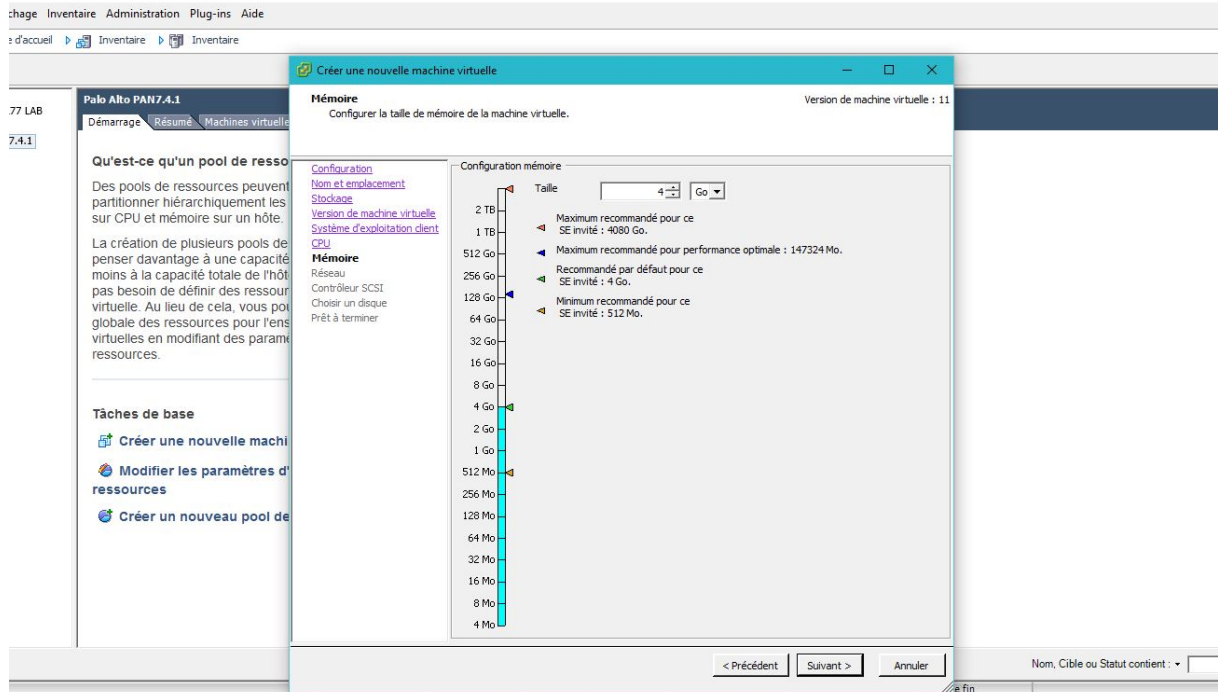 chage Inventaire Administration Plug-ins Aide
e d'accueil Inventaire Inventaire
.77 LAB
7.4.1
Palo Alto PAN7.4.1
Démarrage Résumé Machines virtuelle
Qu'est-ce qu'un pool de resso
Des pools de ressources peuvent
partitionner hiérarchiquement les
sur CPU et mémoire sur un hôte.
La création de plusieurs pools de
penser davantage à une capacité
moins à la capacité totale de l'hôt
pas besoin de définir des ressour
virtuelle. Au lieu de cela, vous pou
globale des ressources pour l'ens
virtuelles en modifiant des paramè
ressources.
Tâches de base
Créer une nouvelle machi
Modifier les paramètres d'
ressources
Créer un nouveau pool de
Créer une nouvelle machine virtuelle
Mémoire
Configurer la taille de mémoire de la machine virtuelle.
Version de machine virtuelle : 11
Configuration
Nom et emplacement
Stockage
Version de machine virtuelle
Système d'exploitation client
CPU
Mémoire
Réseau
Contrôleur SCSI
Choisir un disque
Prêt à terminer
Configuration mémoire
2 TB
1 TB
512 Go
256 Go
128 Go
64 Go
32 Go
16 Go
8 Go
4 Go
2 Go
1 Go
512 Mo
256 Mo
128 Mo
64 Mo
32 Mo
16 Mo
8 Mo
4 Mo
Taille 4 Go
Maximum recommandé pour ce
SE invité : 4080 Go.
Maximum recommandé pour performance optimale : 147324 Mo.
Recommandé par défaut pour ce
SE invité : 4 Go.
Minimum recommandé pour ce
SE invité : 512 Mo.
< Précédent Suivant > Annuler
Nom, Cible ou Statut contient :
e fin